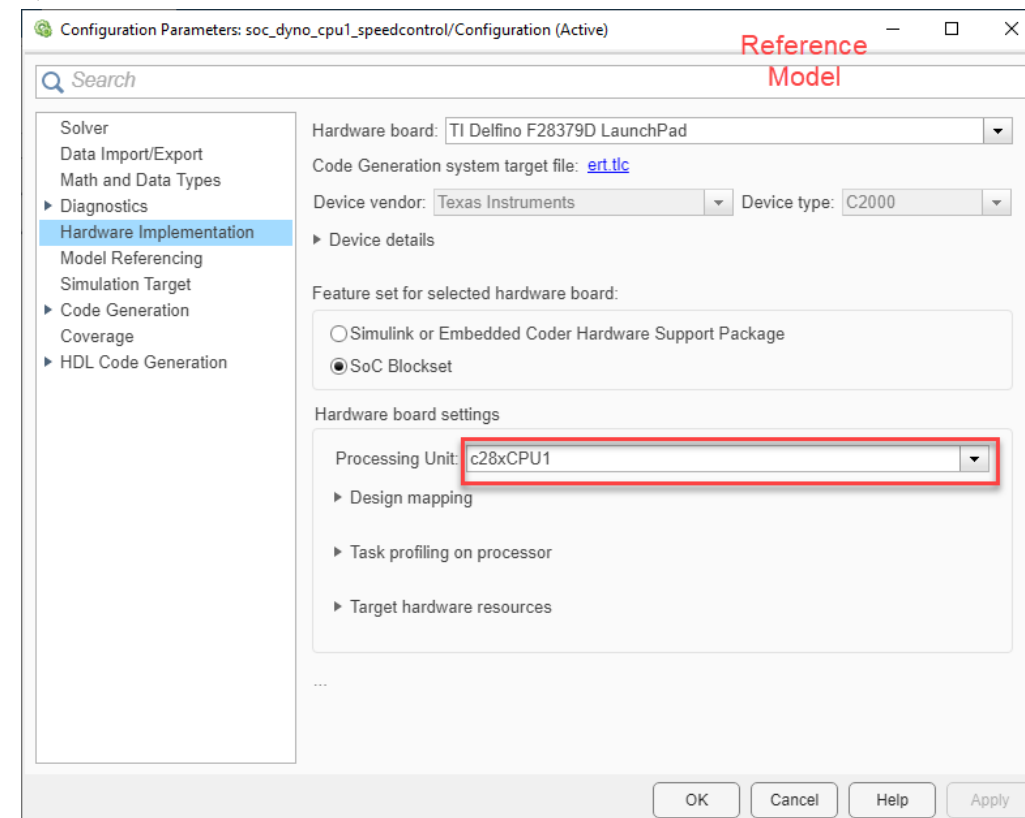 Configuration Parameters: soc_dyno_cpu1_speedcontrol/Configuration (Active)
Reference
Model
Search
Solver
Data Import/Export
Math and Data Types
Diagnostics
Hardware Implementation
Model Referencing
Simulation Target
Code Generation
Coverage
HDL Code Generation
Hardware board: TI Delfino F28379D LaunchPad
Code Generation system target file: ert.tlc
Device vendor: Texas Instruments Device type: C2000
Device details
Feature set for selected hardware board:
Simulink or Embedded Coder Hardware Support Package
SoC Blockset
Hardware board settings
Processing Unit: c28xCPU1
Design mapping
Task profiling on processor
Target hardware resources
...
OK Cancel Help Apply